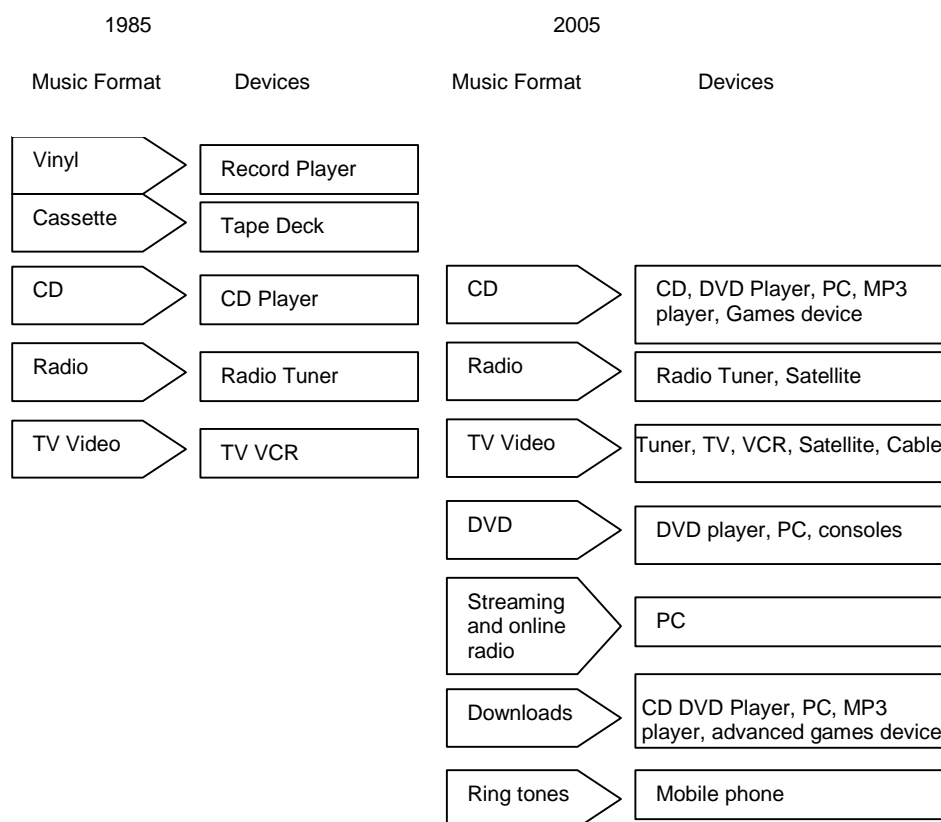 1985
2005
Music Format
Devices
Music Format
Devices
Vinyl
Record Player
Cassette
Tape Deck
CD
CD Player
CD
CD, DVD Player, PC, MP3
player, Games device
Radio
Radio Tuner
Radio
Radio Tuner, Satellite
TV Video
TV VCR
TV Video
Tuner, TV, VCR, Satellite, Cable
DVD
DVD player, PC, consoles
Streaming
and online
radio
PC
Downloads
CD DVD Player, PC, MP3
player, advanced games device
Ring tones
Mobile phone